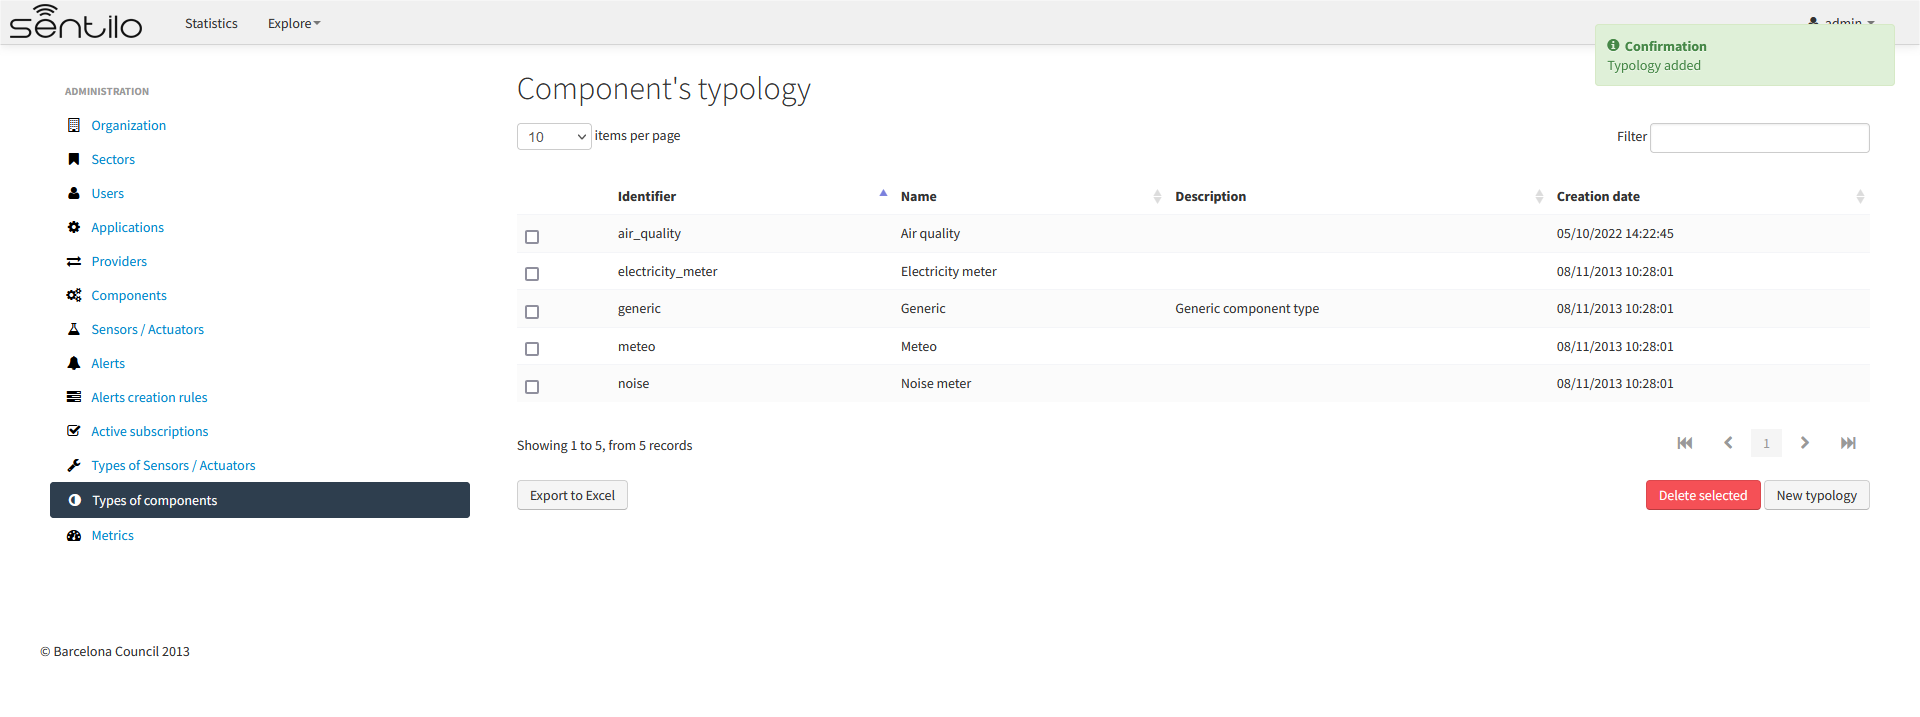 sentilo
Statistics
Explore
admin
Confirmation
Typology added
ADMINISTRATION
Organization
Sectors
Users
Applications
Providers
Components
Sensors / Actuators
Alerts
Alerts creation rules
Active subscriptions
Types of Sensors / Actuators
Types of components
Metrics
Component's typology
10 items per page
Filter
Identifier Name Description Creation date
air_quality Air quality 05/10/2022 14:22:45
electricity_meter Electricity meter 08/11/2013 10:28:01
generic Generic Generic component type 08/11/2013 10:28:01
meteo Meteo 08/11/2013 10:28:01
noise Noise meter 08/11/2013 10:28:01
Showing 1 to 5, from 5 records
1
Export to Excel
Delete selected
New typology
© Barcelona Council 2013